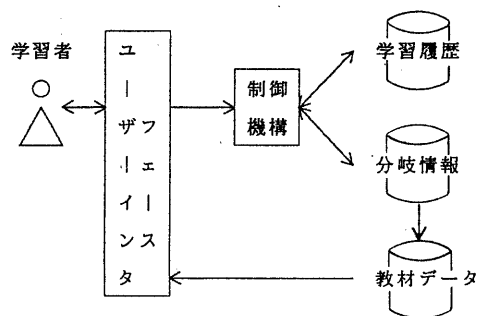 学習者
ユーザーインタ
フェース
制御
機構
学習履歴
分岐情報
教材データ